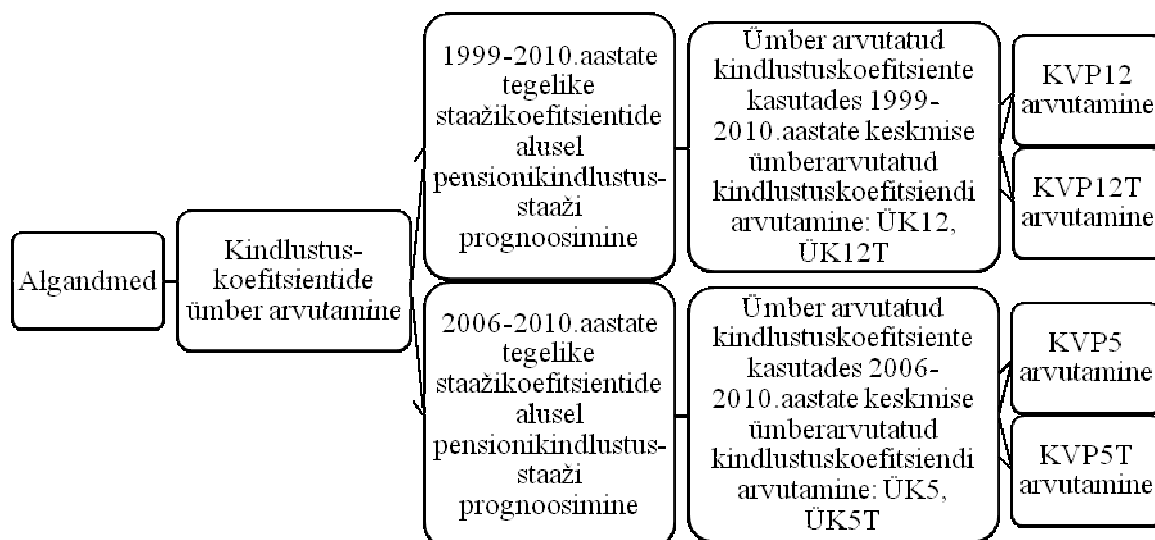 Algandmed
Kindlustus-
koefitsientide
ümber arvutamine
1999-2010.aastate
tegelike
staažikoefitsientide
alusel
pensionikindlustus-
staaži
prognoosimine
Ümber arvutatud
kindlustuskoefitsiente
kasutades 1999-
2010.aastate keskmise
ümberarvutatud
kindlustuskoefitsiendi
arvutamine: ÜK12,
ÜK12T
KVP12
arvutamine
KVP12T
arvutamine
2006-2010.aastate
tegelike
staažikoefitsientide
alusel
pensionikindlustus-
staaži
prognoosimine
Ümber arvutatud
kindlustuskoefitsiente
kasutades 2006-
2010.aastate keskmise
ümberarvutatud
kindlustuskoefitsiendi
arvutamine: ÜK5,
ÜK5T
KVP5
arvutamine
KVP5T
arvutamine